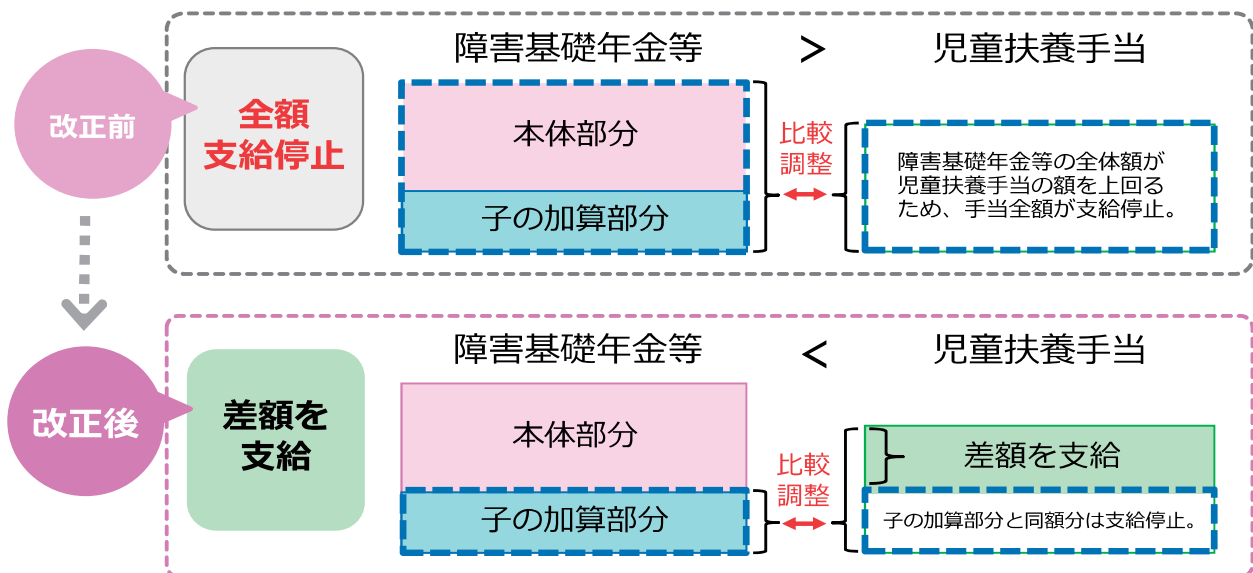 改正前
全額
支給停止
障害基礎年金等
>
児童扶養手当
本体部分
子の加算部分
比較
調整
障害基礎年金等の全体額が
児童扶養手当の額を上回る
ため、手当全額が支給停止。
改正後
差額を
支給
障害基礎年金等
<
児童扶養手当
本体部分
子の加算部分
比較
調整
差額を支給
子の加算部分と同額分は支給停止。